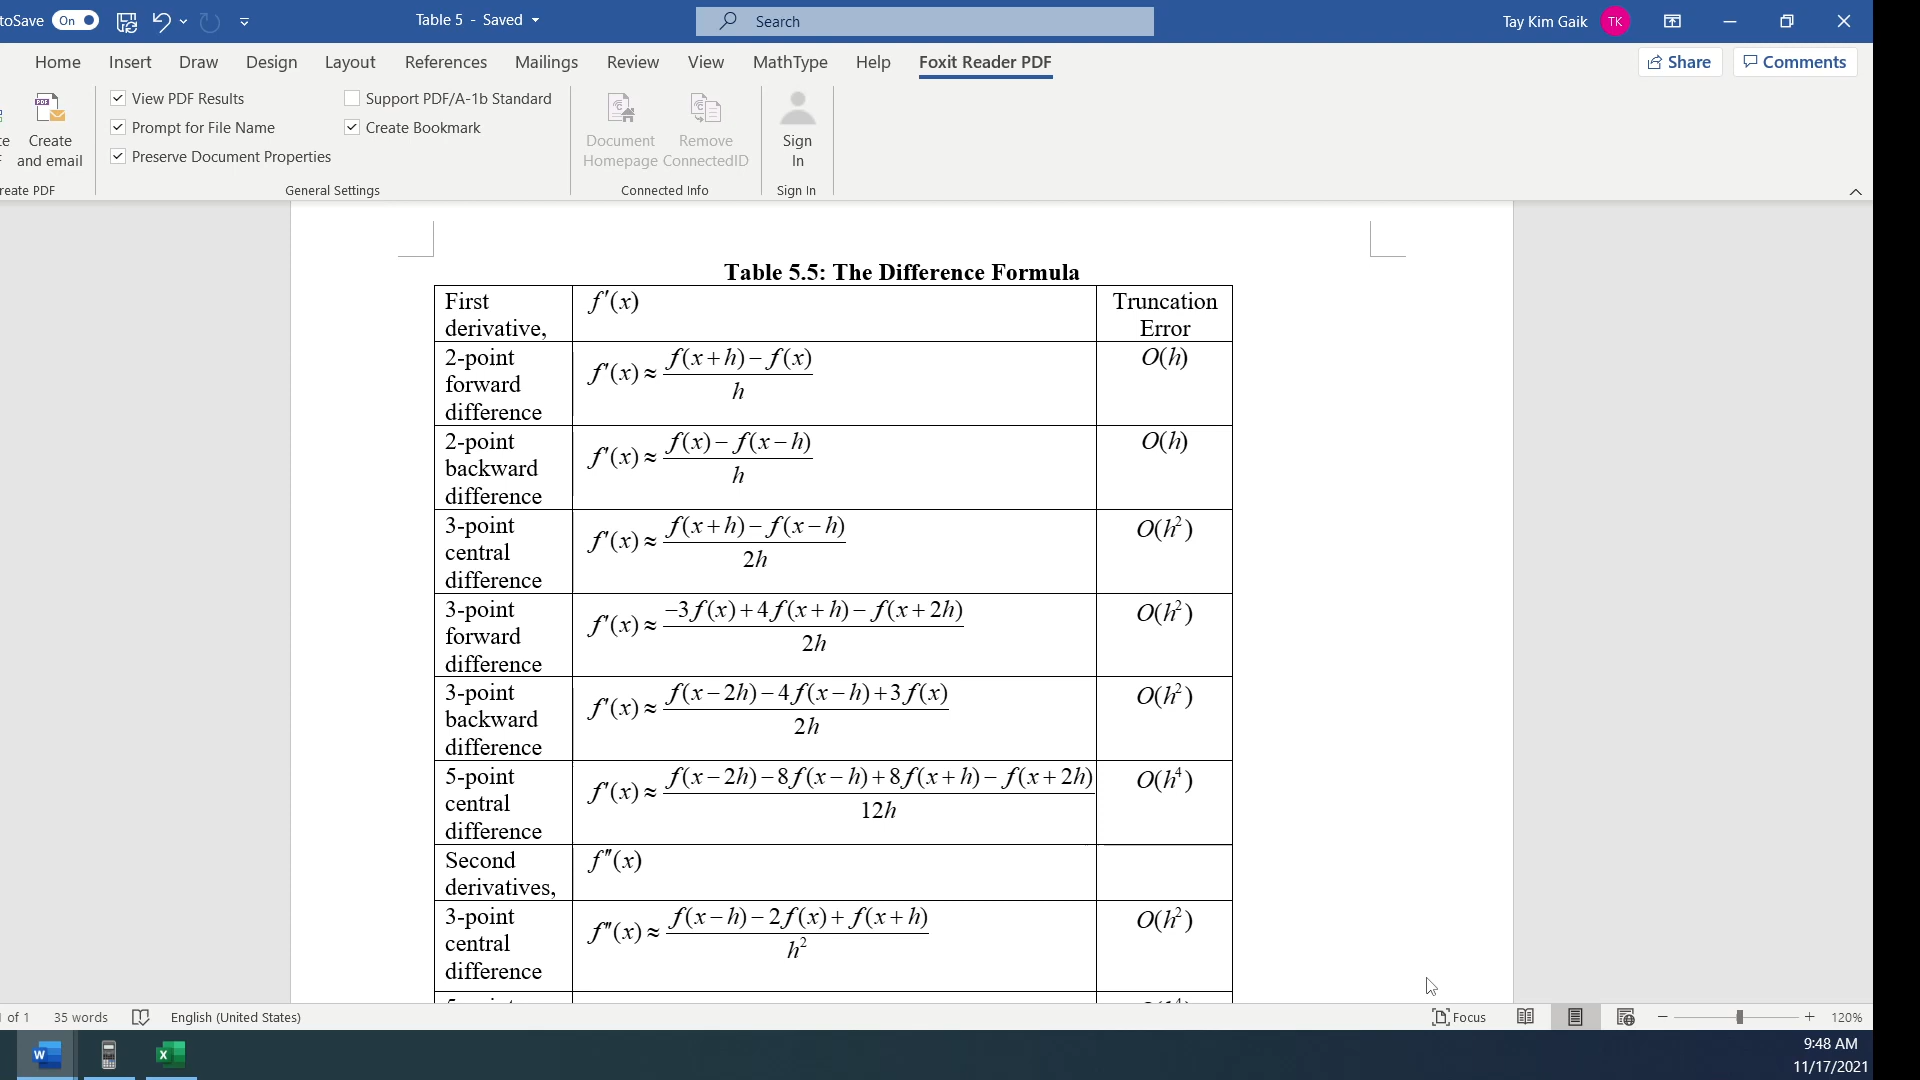 toSave On Table 5 - Saved Search Tay Kim Gaik TK
Home Insert Draw Design Layout References Mailings Review View MathType Help Foxit Reader PDF Share Comments
View PDF Results
Prompt for File Name
Preserve Document Properties
Support PDF/A-1b Standard
Create Bookmark
Create
and email
Document
Homepage
Remove
ConnectedID
Sign
In
reate PDF General Settings Connected Info Sign In
Table 5.5: The Difference Formula
First
derivative,
f′(x)
Truncation
Error
2-point
forward
difference
f′(x) ≈ f(x+h) − f(x) / h
O(h)
2-point
backward
difference
f′(x) ≈ f(x) − f(x−h) / h
O(h)
3-point
central
difference
f′(x) ≈ f(x+h) − f(x−h) / 2h
O(h²)
3-point
forward
difference
f′(x) ≈ −3f(x)+4f(x+h)−f(x+2h) / 2h
O(h²)
3-point
backward
difference
f′(x) ≈ f(x−2h)−4f(x−h)+3f(x) / 2h
O(h²)
5-point
central
difference
f′(x) ≈ f(x−2h)−8f(x−h)+8f(x+h)−f(x+2h) / 12h
O(h⁴)
Second
derivatives,
f″(x)
3-point
central
difference
f″(x) ≈ f(x−h)−2f(x)+f(x+h) / h²
O(h²)
of 1 35 words English (United States) Focus 120%
9:48 AM
11/17/2021